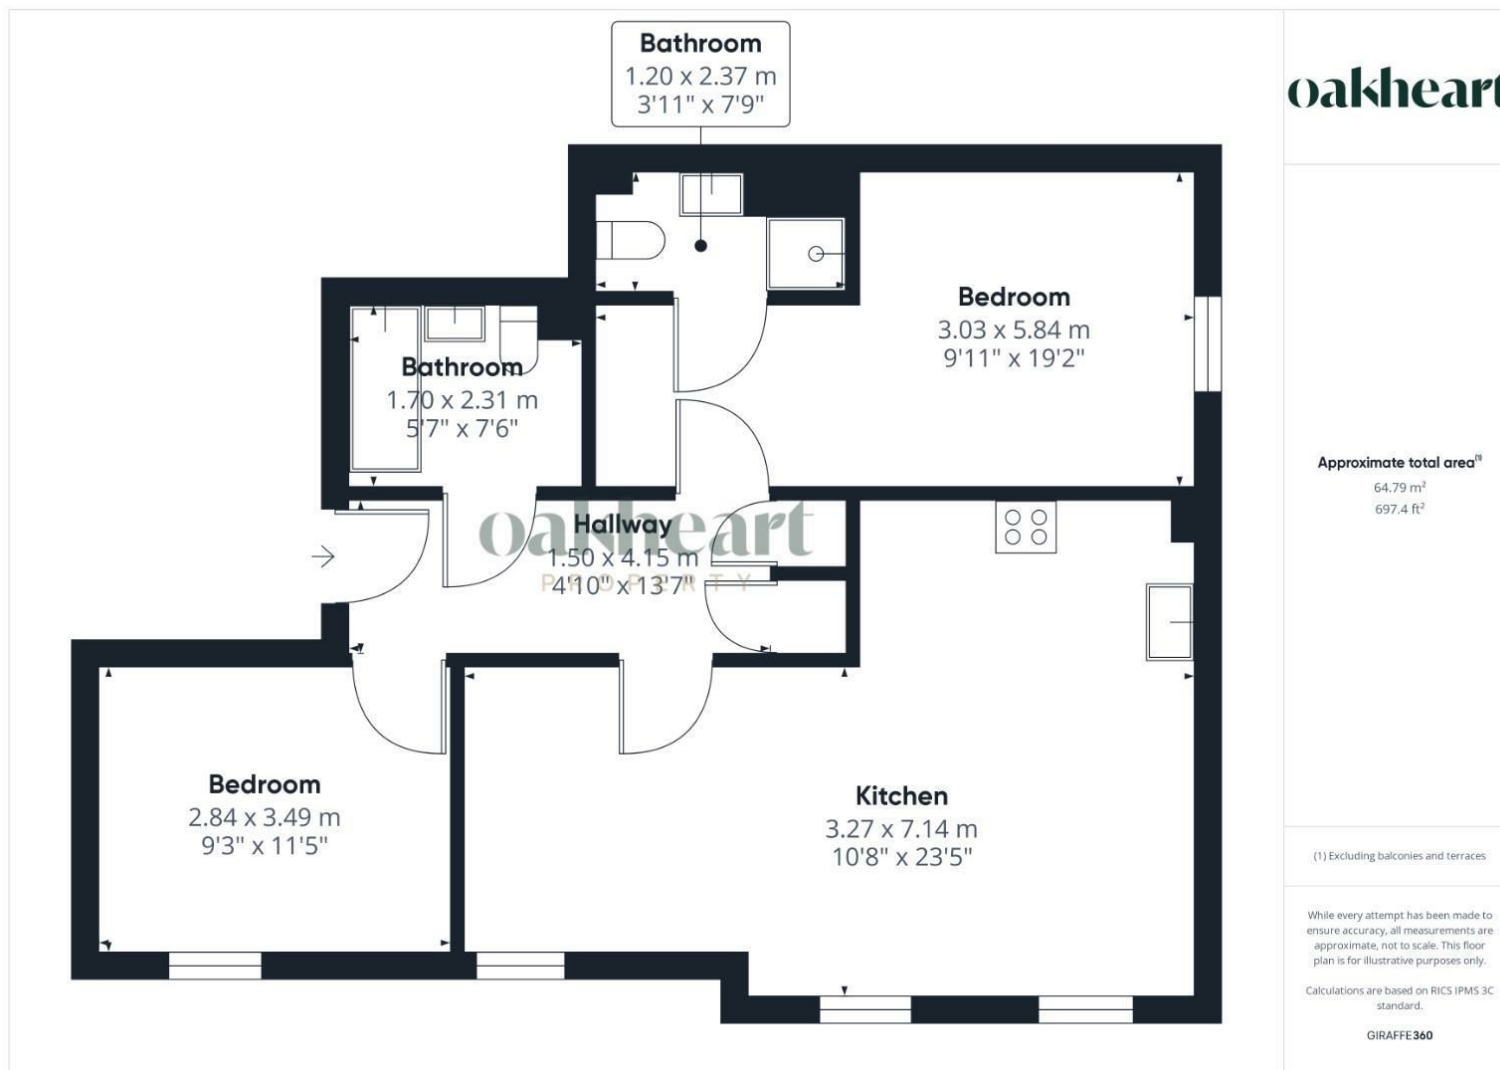 Bathroom
1.20 x 2.37 m
3'11" x 7'9"
oakheart
Bedroom
3.03 x 5.84 m
9'11" x 19'2"
Bathroom
1.70 x 2.31 m
5'7" x 7'6"
oakheart
PROPERTY
Hallway
1.50 x 4.15 m
4'10" x 13'7"
Bedroom
2.84 x 3.49 m
9'3" x 11'5"
Kitchen
3.27 x 7.14 m
10'8" x 23'5"
Approximate total area(1)
64.79 m²
697.4 ft²
(1) Excluding balconies and terraces
While every attempt has been made to
ensure accuracy, all measurements are
approximate, not to scale. This floor
plan is for illustrative purposes only.
Calculations are based on RICS IPMS 3C
standard.
GIRAFFE360